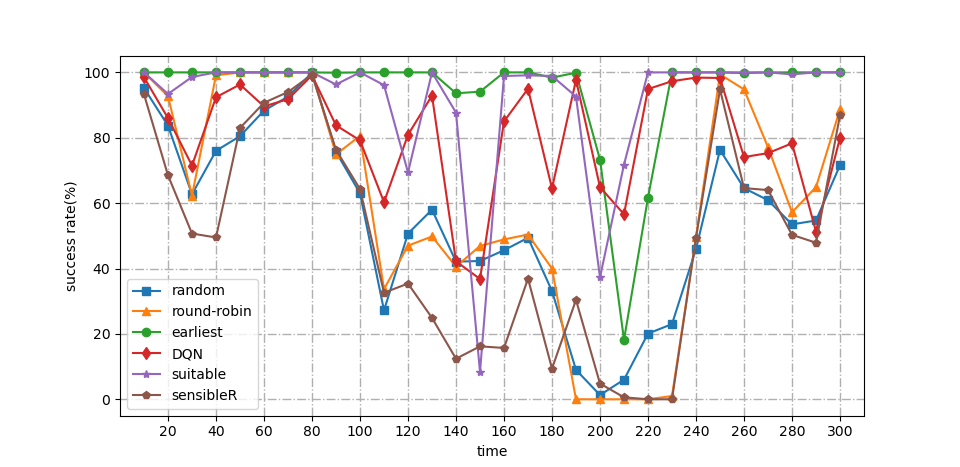 100
80
60
40
20
0
success rate(%)
random
round-robin
earliest
DQN
suitable
sensibleR
20 40 60 80 100 120 140 160 180 200 220 240 260 280 300
time